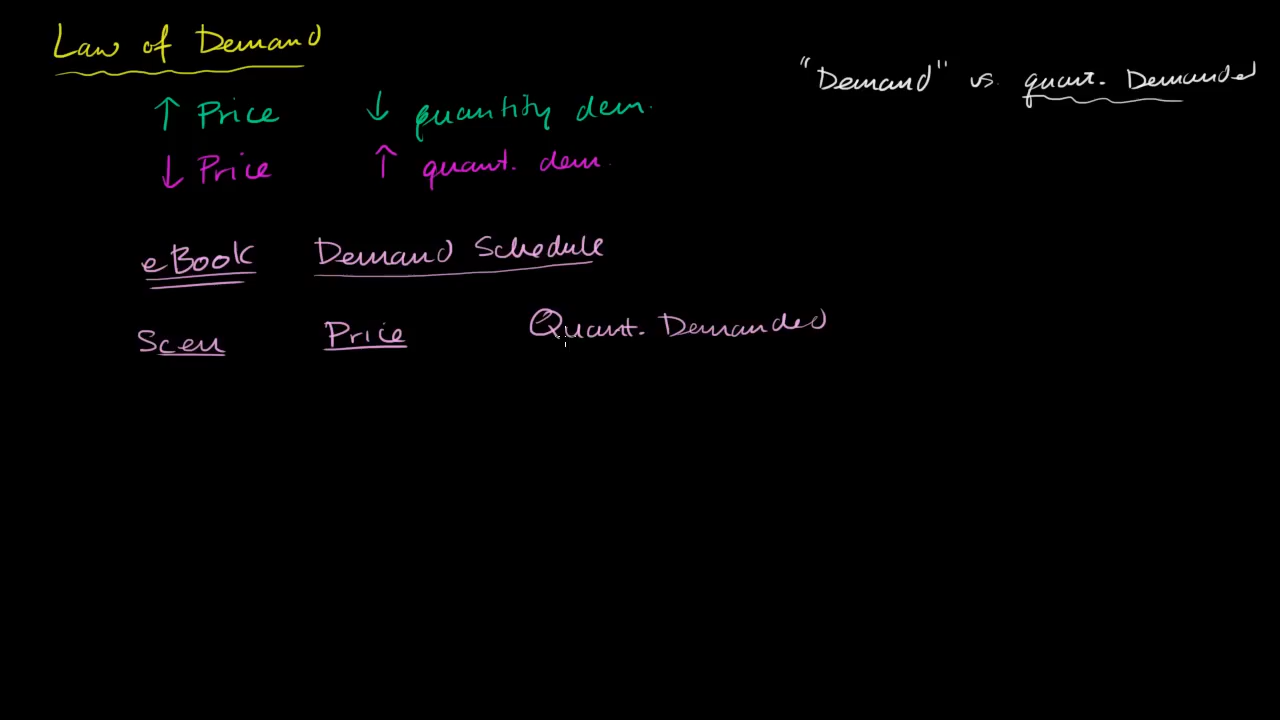 Law of Demand
"Demand" vs. quant. Demanded
↑ Price ↓ quantity dem.
↓ Price ↑ quant. dem.
eBook Demand Schedule
Scen Price Quant. Demanded